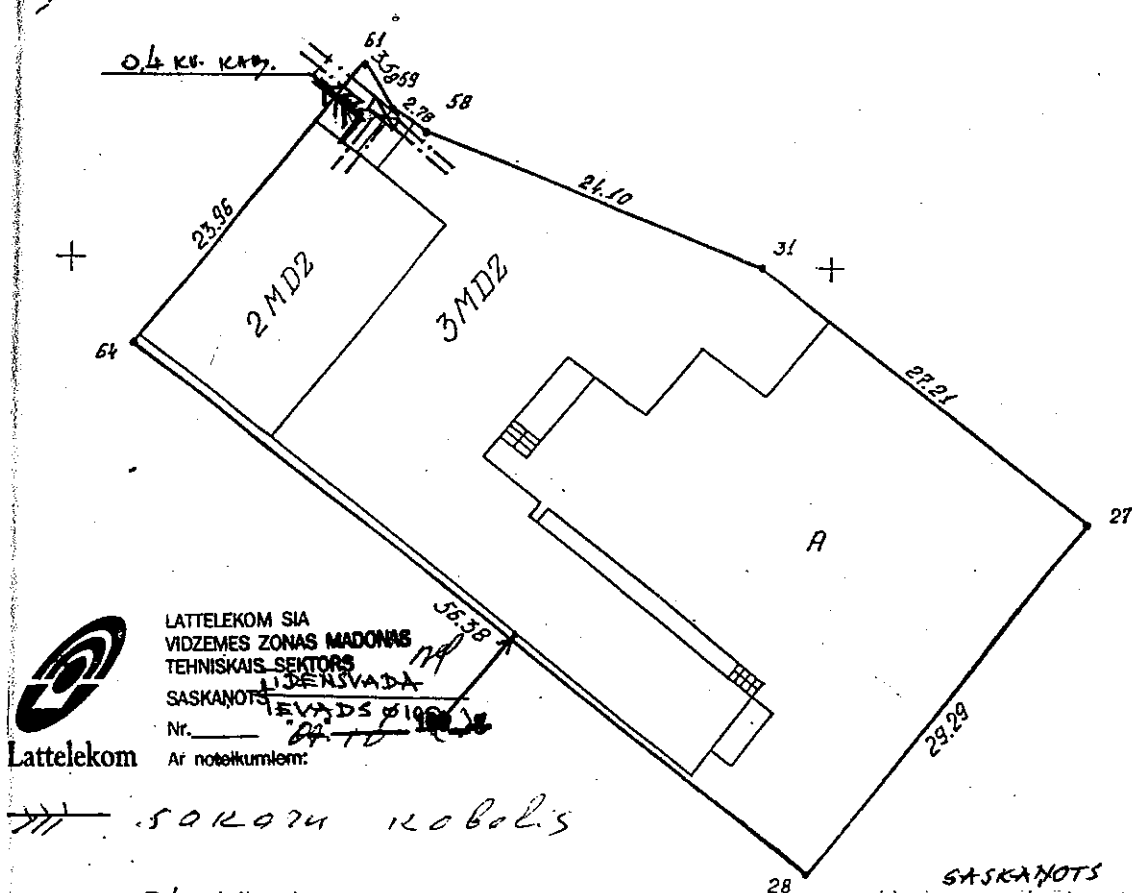 0,4 KV. KAB.
61
3.58
59
2.78
58
24.10
31
23.96
2MDZ
3MDZ
64
27.21
27
A
56.38
29.29
28
LATTELEKOM SIA
VIDZEMES ZONAS MADONAS
TEHNISKAIS SEKTORS
SASKAŅOTS
ŪDENSVADA
IEVADS Ø100
Nr.
Ar noteikumiem:
Lattelekom
sakaru kabelis
SASKAŅOTS